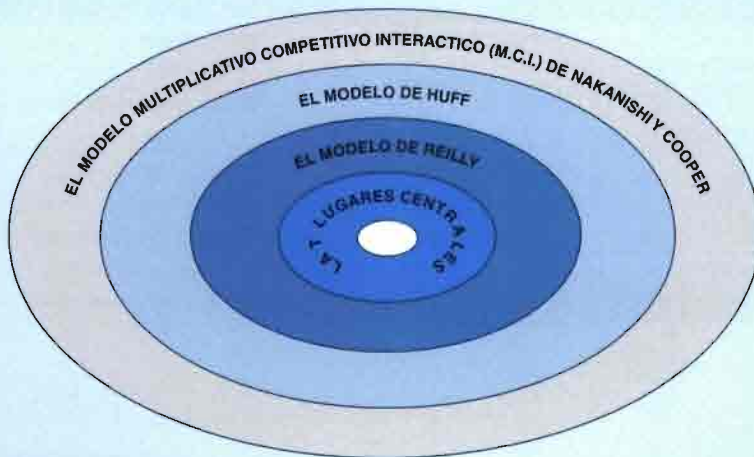 EL MODELO MULTIPLICATIVO COMPETITIVO INTERACTICO (M.C.I.) DE NAKANISHI Y COOPER
EL MODELO DE HUFF
EL MODELO DE REILLY
LA T LUGARES CENTRALES